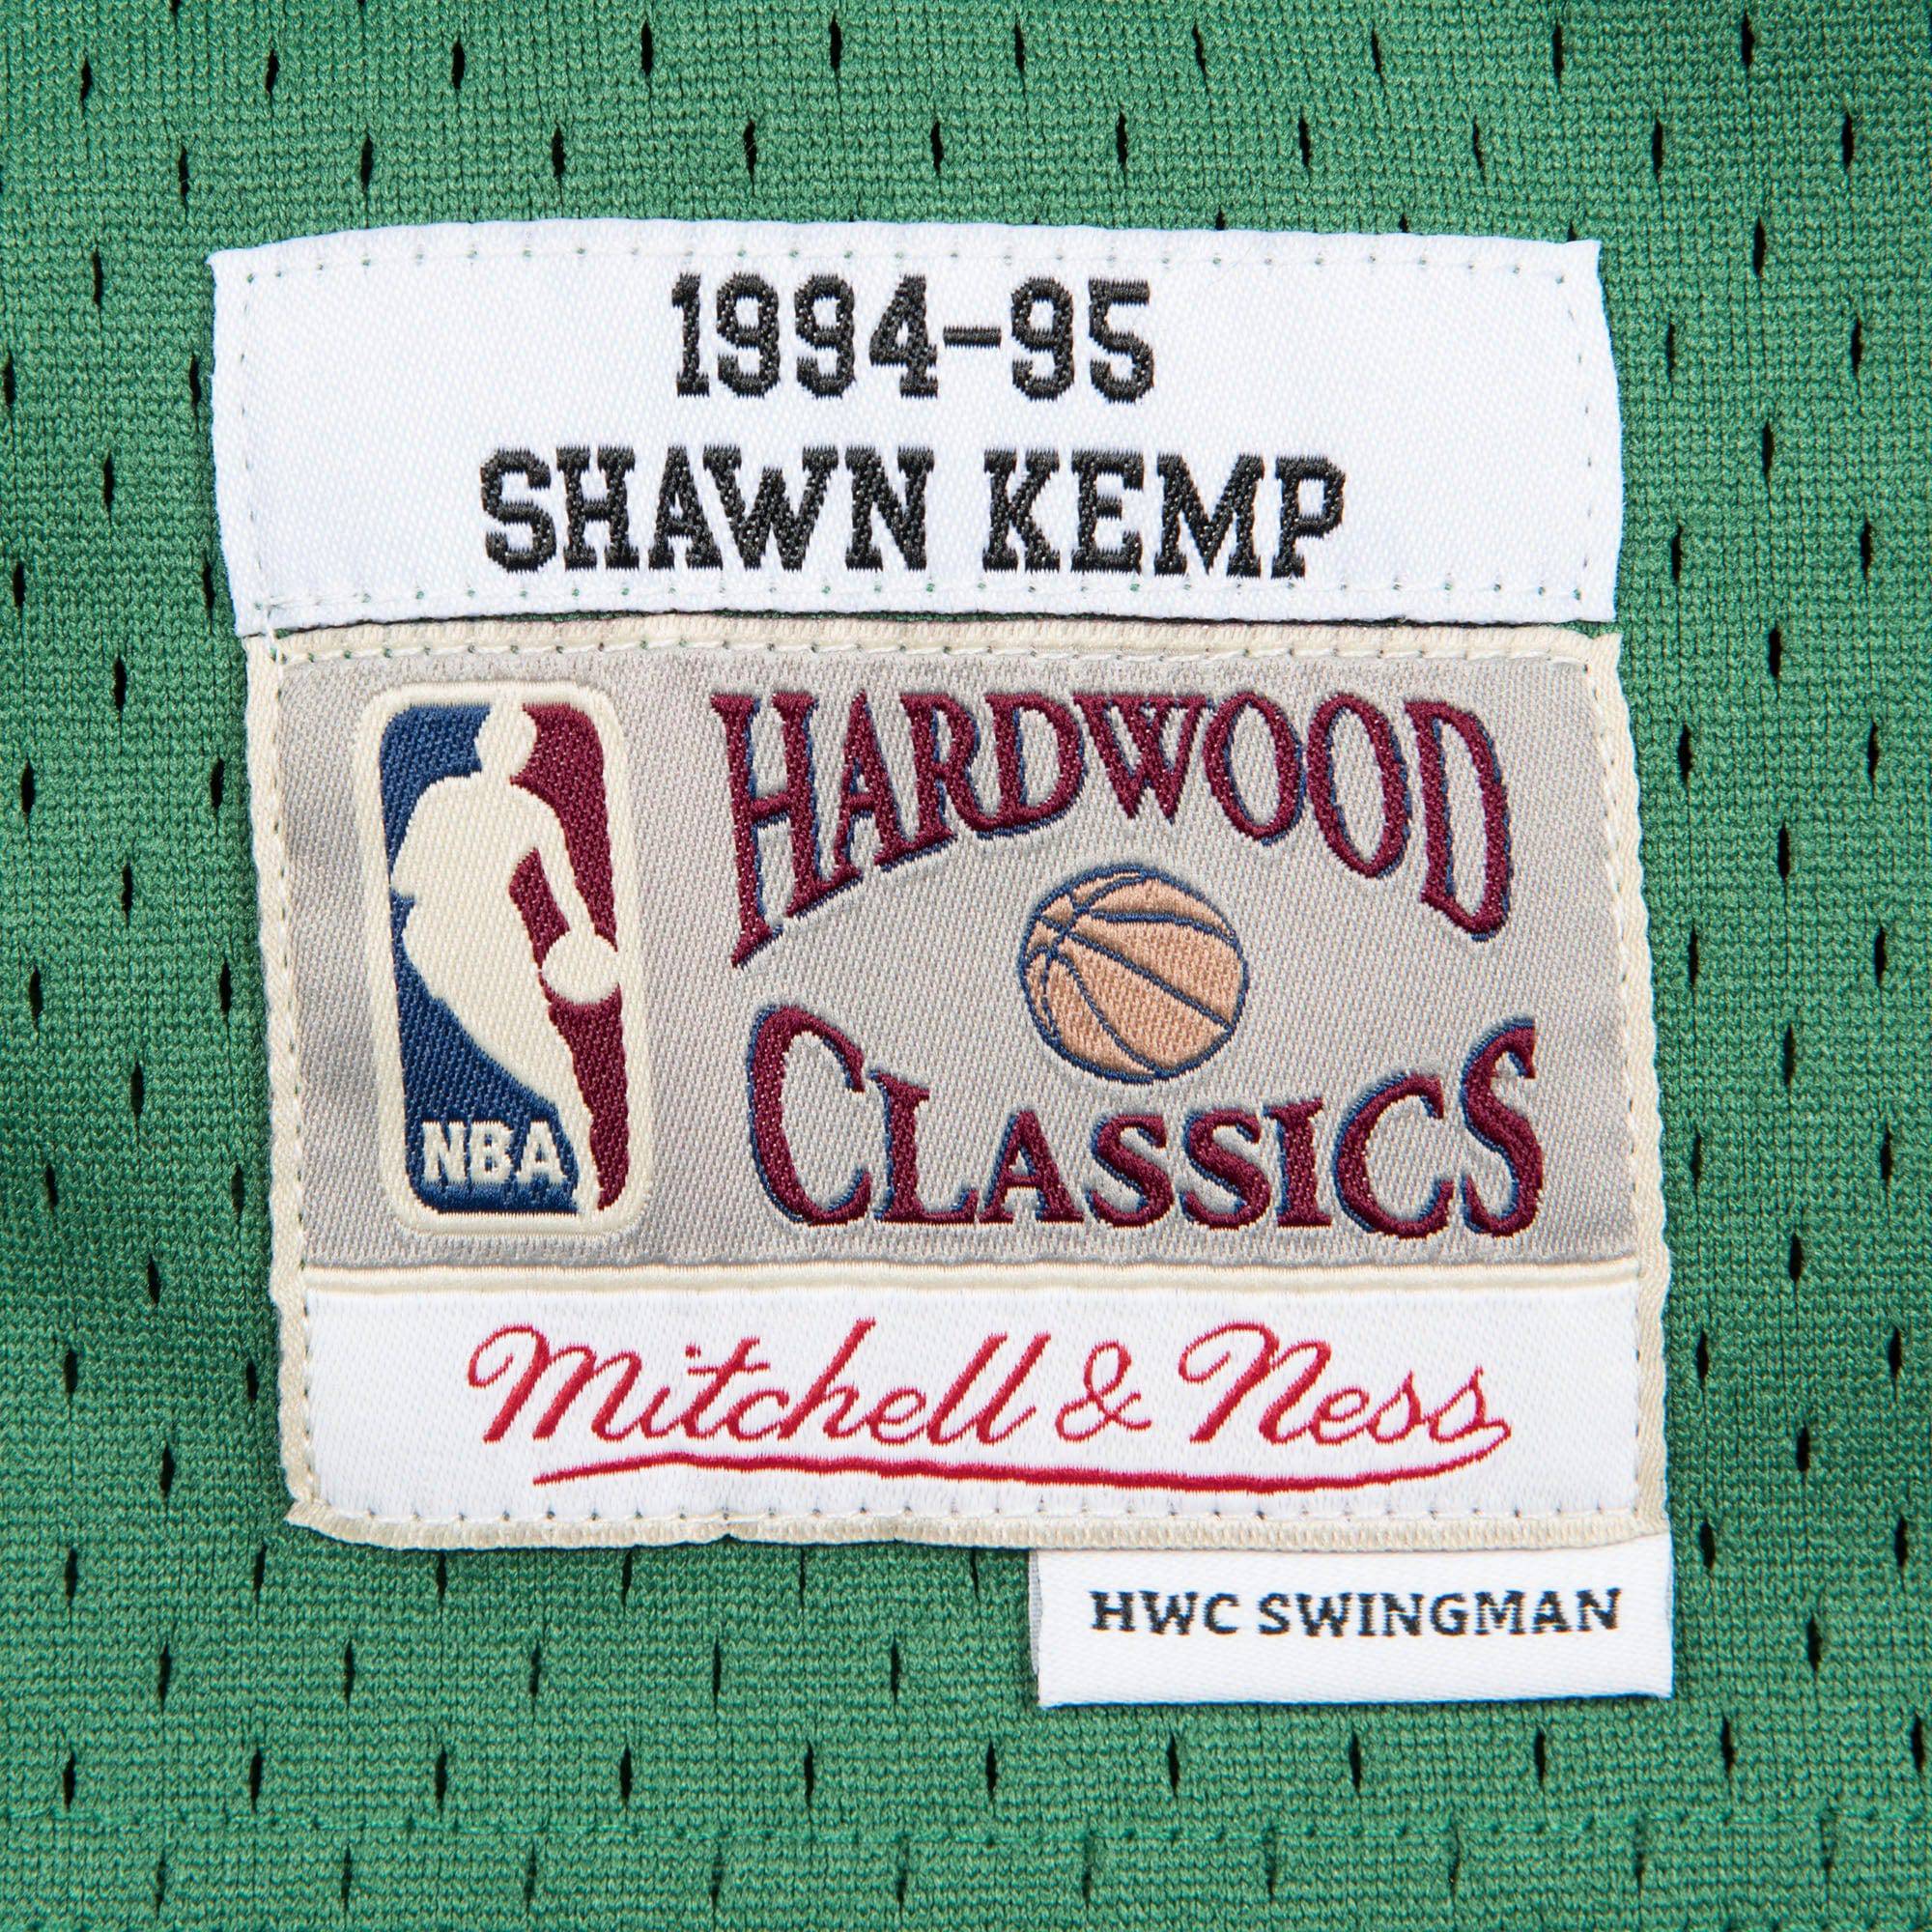 1994-95
SHAWN KEMP
HARDWOOD
CLASSICS
NBA
Mitchell & Ness
HWC SWINGMAN